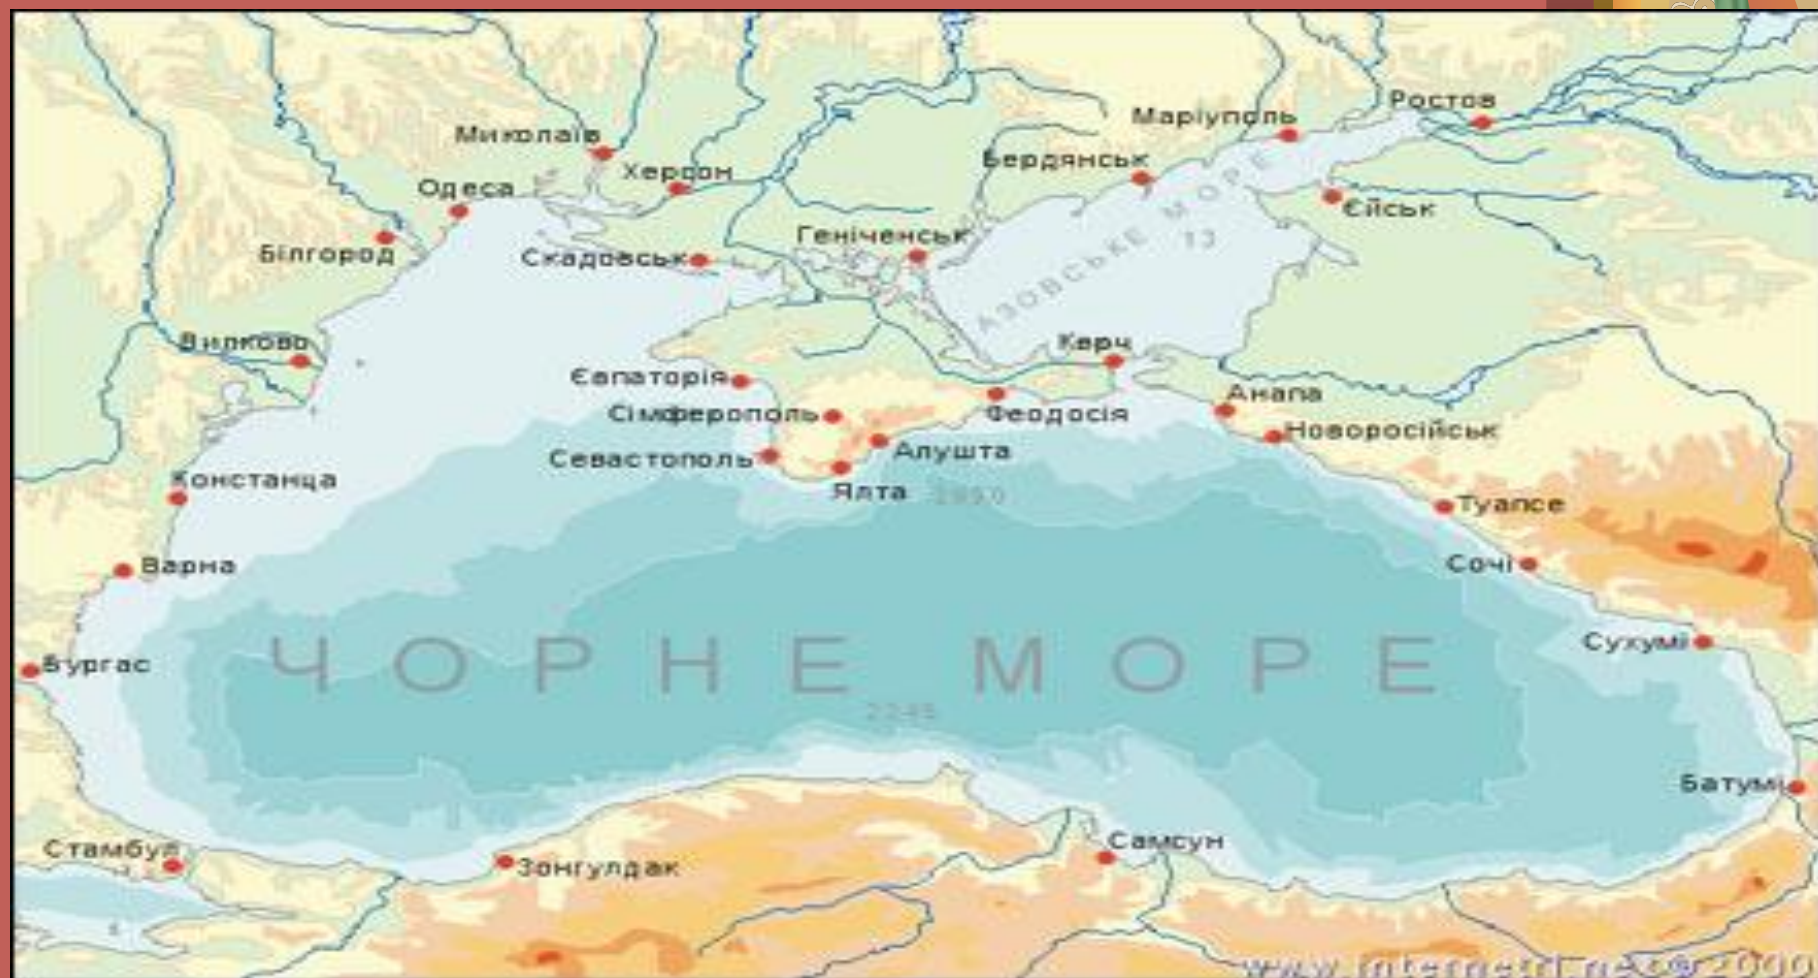 Ростов
Маріуполь
Миколаїв
Бердянськ
Херсон
Одеса
Єйськ
Геніченськ
АЗОВСЬКЕ МОРЕ
13
Білгород
Скадовськ
Вилково
Керч
Євпаторія
Анапа
Сімферополь
Феодосія
Новоросійськ
Севастополь
Алушта
Констанца
Ялта
Туапсе
Варна
Сочі
ЧОРНЕ МОРЕ
Сухумі
Бургас
Батумі
Самсун
Стамбул
Зонгулдак